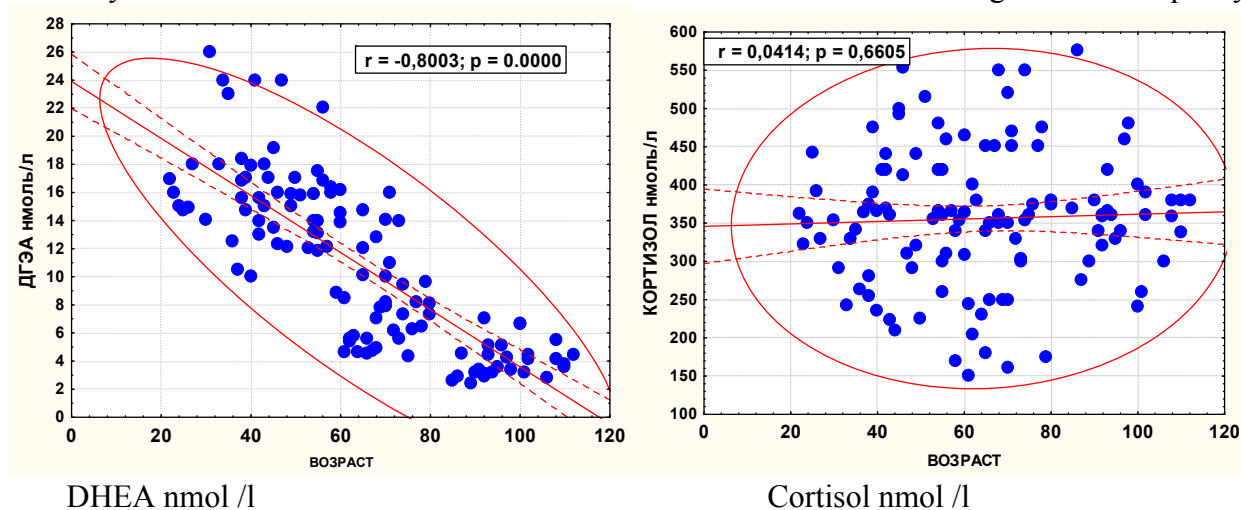 r = -0,8003; p = 0.0000
ДГЭА нмоль/л
28
26
24
22
20
18
16
14
12
10
8
6
4
2
0
0 20 40 60 80 100 120
ВОЗРАСТ
r = 0,0414; p = 0,6605
КОРТИЗОЛ нмоль/л
600
550
500
450
400
350
300
250
200
150
100
0 20 40 60 80 100 120
ВОЗРАСТ
DHEA nmol /l
Cortisol nmol /l